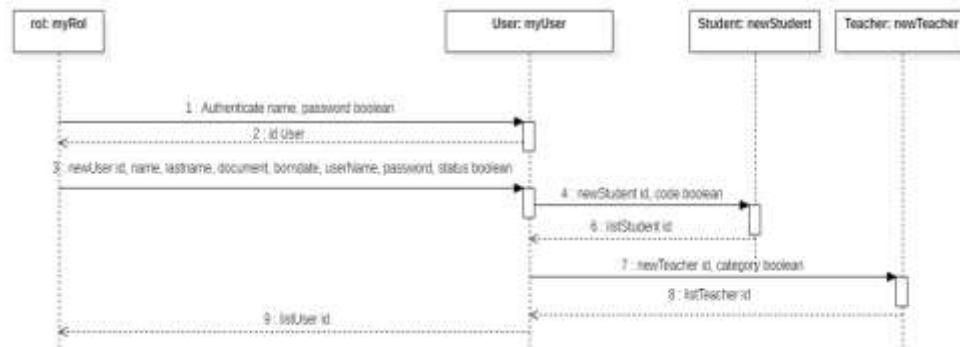 rol: myRol
User: myUser
Student: newStudent
Teacher: newTeacher
1 : Authenticate name, password boolean
2 : id User
3 : newUser id, name, lastname, document, borndate, userName, password, status boolean
4 : newStudent id, code boolean
6 : listStudent id
7 : newTeacher id, category boolean
8 : listTeacher id
9 : listUser id